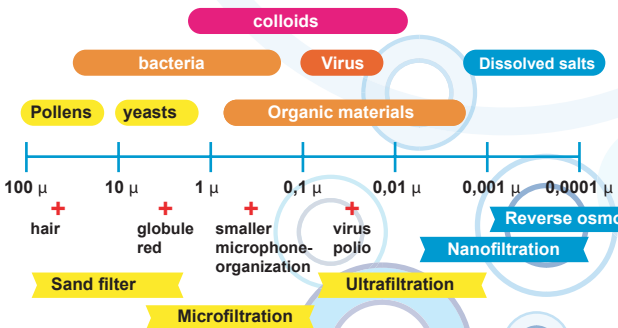 colloids
bacteria
Virus
Dissolved salts
Pollens
yeasts
Organic materials
100 µ
10 µ
1 µ
0,1 µ
0,01 µ
0,001 µ
0,0001 µ
hair
globule
red
smaller
microphone-
organization
virus
polio
Reverse osmo
Nanofiltration
Sand filter
Ultrafiltration
Microfiltration